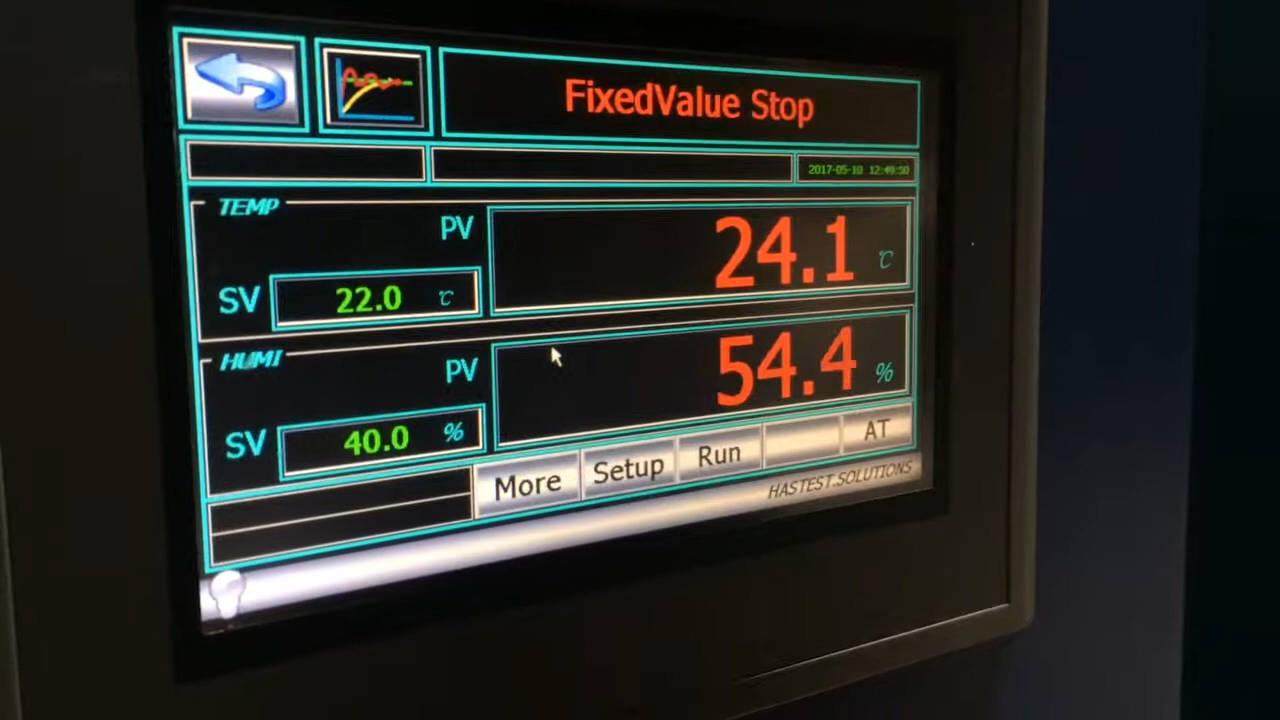 FixedValue Stop
2017-05-10 12:49:50
TEMP
PV 24.1 ℃
SV 22.0 ℃
HUMI
PV 54.4 %
SV 40.0 %
More Setup Run AT
HASTEST.SOLUTIONS